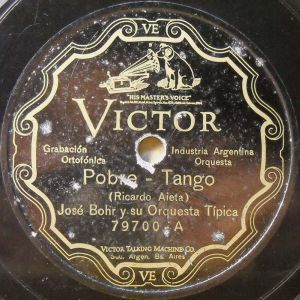 VE
"HIS MASTER'S VOICE"
VICTOR
Grabación Ortofónica
Industria Argentina
Orquesta
Pobre - Tango
(Ricardo Aieta)
José Bohr y su Orquesta Típica
79700-A
VICTOR TALKING MACHINE CO.
Suc. Argen. Bs. Aires
VE